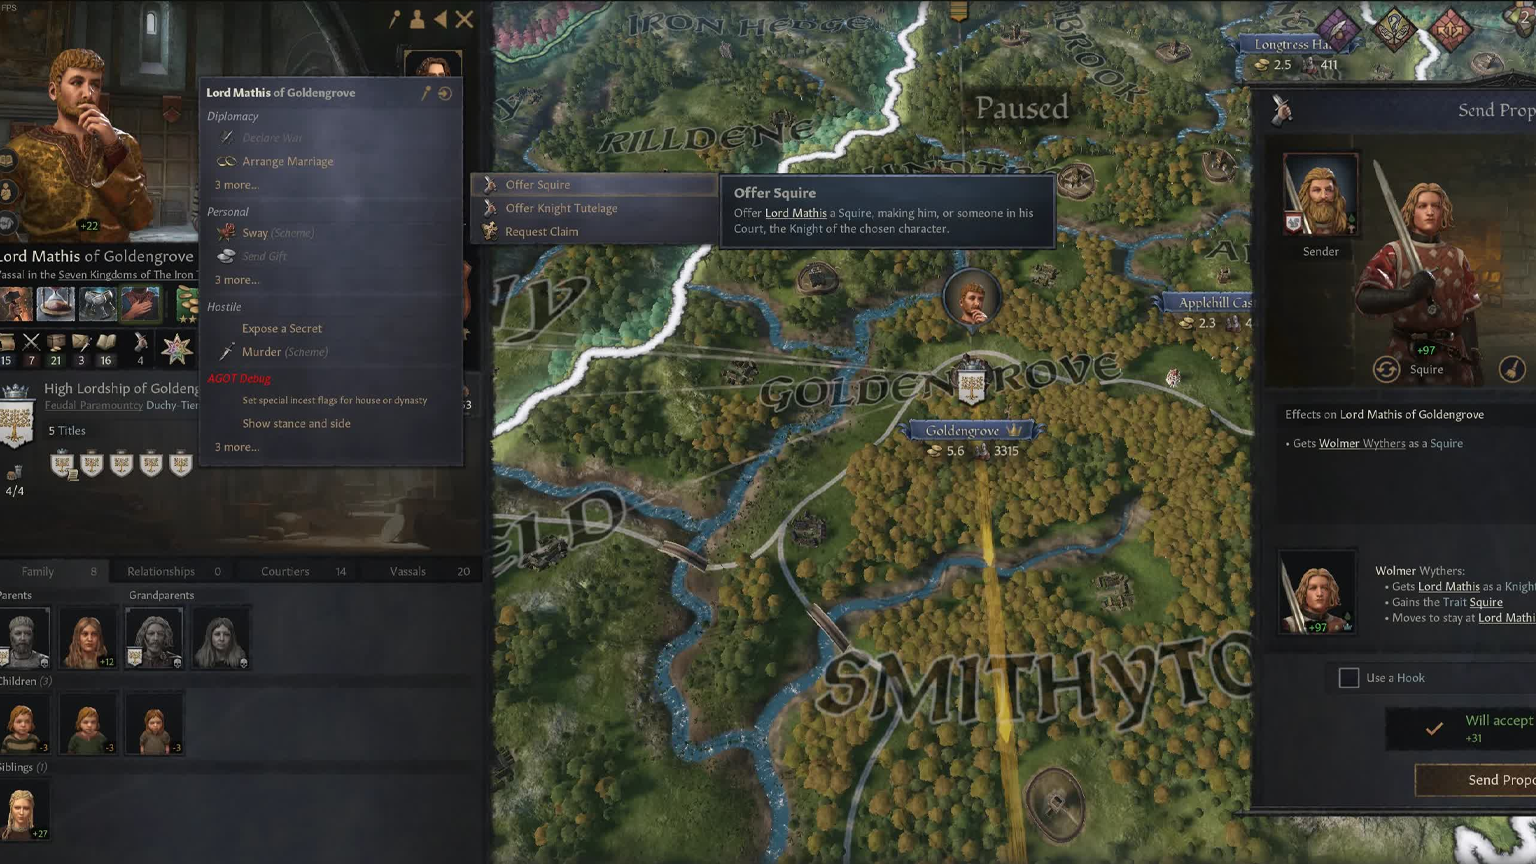 FPS
+22
Lord Mathis of Goldengrove
Vassal in the Seven Kingdoms of The Iron T
15
7
21
3
16
4
High Lordship of Goldeng
Feudal Paramountcy Duchy-Tier
5 Titles
4/4
Family 8
Relationships 0
Courtiers 14
Vassals 20
Parents
Grandparents
+12
Children (3)
-3
-3
-3
Siblings (1)
+27
Lord Mathis of Goldengrove
Diplomacy
Declare War
Arrange Marriage
3 more...
Personal
Sway (Scheme)
Send Gift
3 more...
Hostile
Expose a Secret
Murder (Scheme)
AGOT Debug
Set special incest flags for house or dynasty
Show stance and side
3 more...
Offer Squire
Offer Knight Tutelage
Request Claim
Offer Squire
Offer Lord Mathis a Squire, making him, or someone in his
Court, the Knight of the chosen character.
IRON HEDGE
RILLDENE
Paused
Longtress Ha
2.5
411
Applehill Cas
2.3
4
GOLDENGROVE
Goldengrove
5.6
3315
SMITHYTO
Send Prop
Sender
+97
Squire
Effects on Lord Mathis of Goldengrove
• Gets Wolmer Wythers as a Squire
+97
Wolmer Wythers:
• Gets Lord Mathis as a Knight
• Gains the Trait Squire
• Moves to stay at Lord Mathi
Use a Hook
Will accept
+31
Send Propo